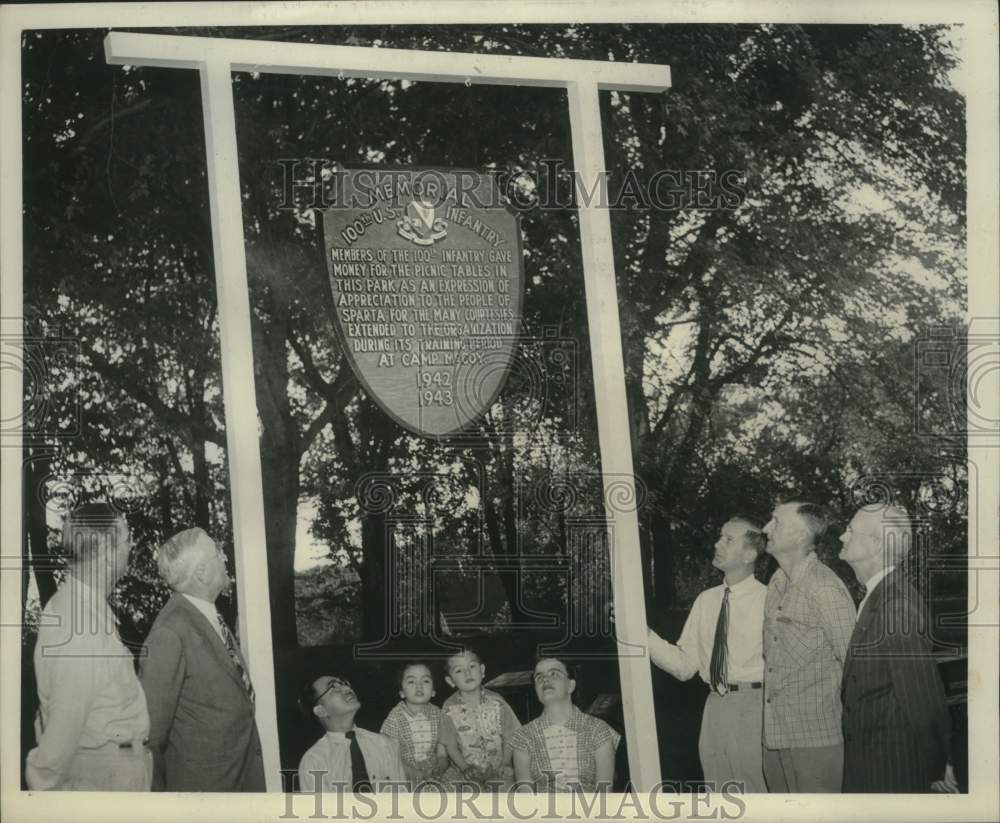 HISTORIC IMAGES
MEMORIAL
100TH U.S. INFANTRY
MEMBERS OF THE 100TH INFANTRY GAVE
MONEY FOR THE PICNIC TABLES IN
THIS PARK AS AN EXPRESSION OF
APPRECIATION TO THE PEOPLE OF
SPARTA FOR THE MANY COURTESIES
EXTENDED TO THE ORGANIZATION
DURING ITS TRAINING PERIOD
AT CAMP McCOY
1942
1943
HISTORIC IMAGES